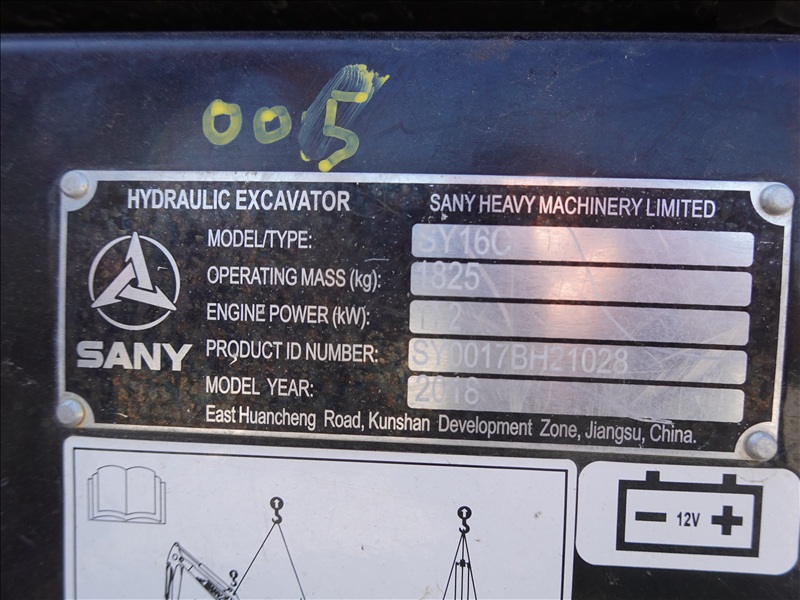 005
HYDRAULIC EXCAVATOR SANY HEAVY MACHINERY LIMITED
MODEL/TYPE: SY16C
OPERATING MASS (kg): 1825
ENGINE POWER (kW):
SANY
PRODUCT ID NUMBER: SY0017BH21028
MODEL YEAR: 2018
East Huancheng Road, Kunshan Development Zone, Jiangsu, China.
12V